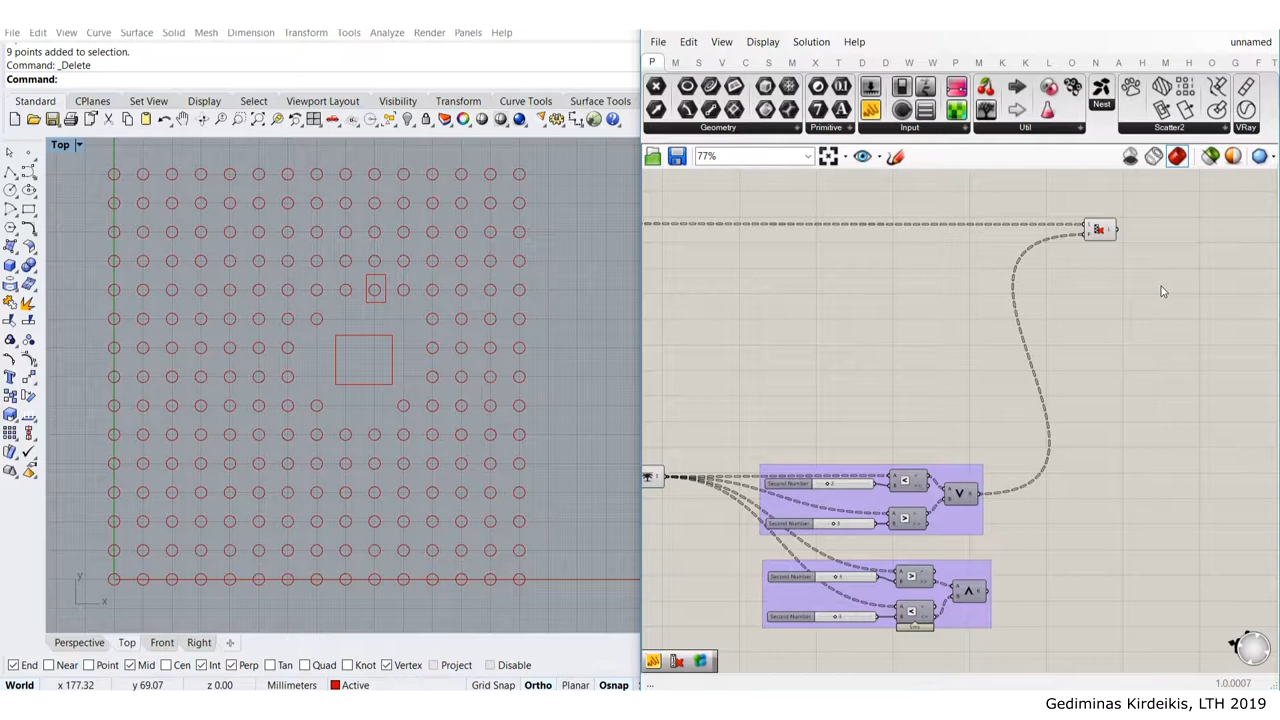 File Edit View Curve Surface Solid Mesh Dimension Transform Tools Analyze Render Panels Help
9 points added to selection.
Command: _Delete
Command:
Standard CPlanes Set View Display Select Viewport Layout Visibility Transform Curve Tools Surface Tools
Top
y
x
Perspective Top Front Right
End Near Point Mid Cen Int Perp Tan Quad Knot Vertex Project Disable
World x 177.32 y 69.07 z 0.00 Millimeters Active Grid Snap Ortho Planar Osnap
File Edit View Display Solution Help unnamed
P M S V C S M I X T D A K W P M N D C H M E K O L O A H X M S G V F T
Geometry Primitive Input Util Nest Scatter2 VRay
77%
Second Number
Second Number
Second Number
Second Number
1.0.0007
Gediminas Kirdeikis, LTH 2019